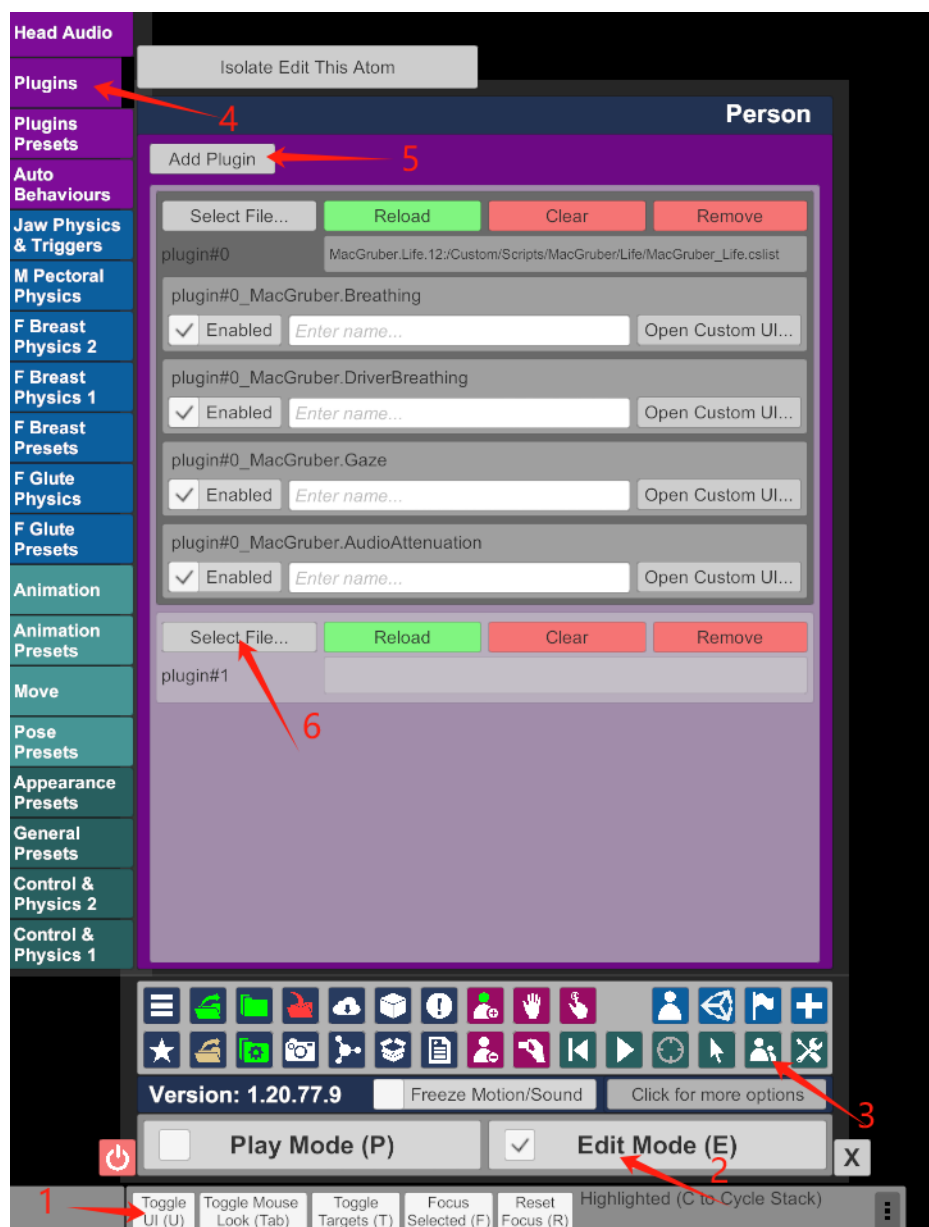 Head Audio
Plugins
Plugins
Presets
Auto
Behaviours
Jaw Physics
& Triggers
M Pectoral
Physics
F Breast
Physics 2
F Breast
Physics 1
F Breast
Presets
F Glute
Physics
F Glute
Presets
Animation
Animation
Presets
Move
Pose
Presets
Appearance
Presets
General
Presets
Control &
Physics 2
Control &
Physics 1
Isolate Edit This Atom
4
Person
Add Plugin
5
Select File... Reload Clear Remove
plugin#0 MacGruber.Life.12:/Custom/Scripts/MacGruber/Life/MacGruber_Life.cslist
plugin#0_MacGruber.Breathing
Enabled Enter name... Open Custom UI...
plugin#0_MacGruber.DriverBreathing
Enabled Enter name... Open Custom UI...
plugin#0_MacGruber.Gaze
Enabled Enter name... Open Custom UI...
plugin#0_MacGruber.AudioAttenuation
Enabled Enter name... Open Custom UI...
Select File... Reload Clear Remove
plugin#1
6
Version: 1.20.77.9 Freeze Motion/Sound Click for more options
3
Play Mode (P) Edit Mode (E) X
2
1
Toggle
UI (U)
Toggle Mouse
Look (Tab)
Toggle
Targets (T)
Focus
Selected (F)
Reset
Focus (R)
Highlighted (C to Cycle Stack)